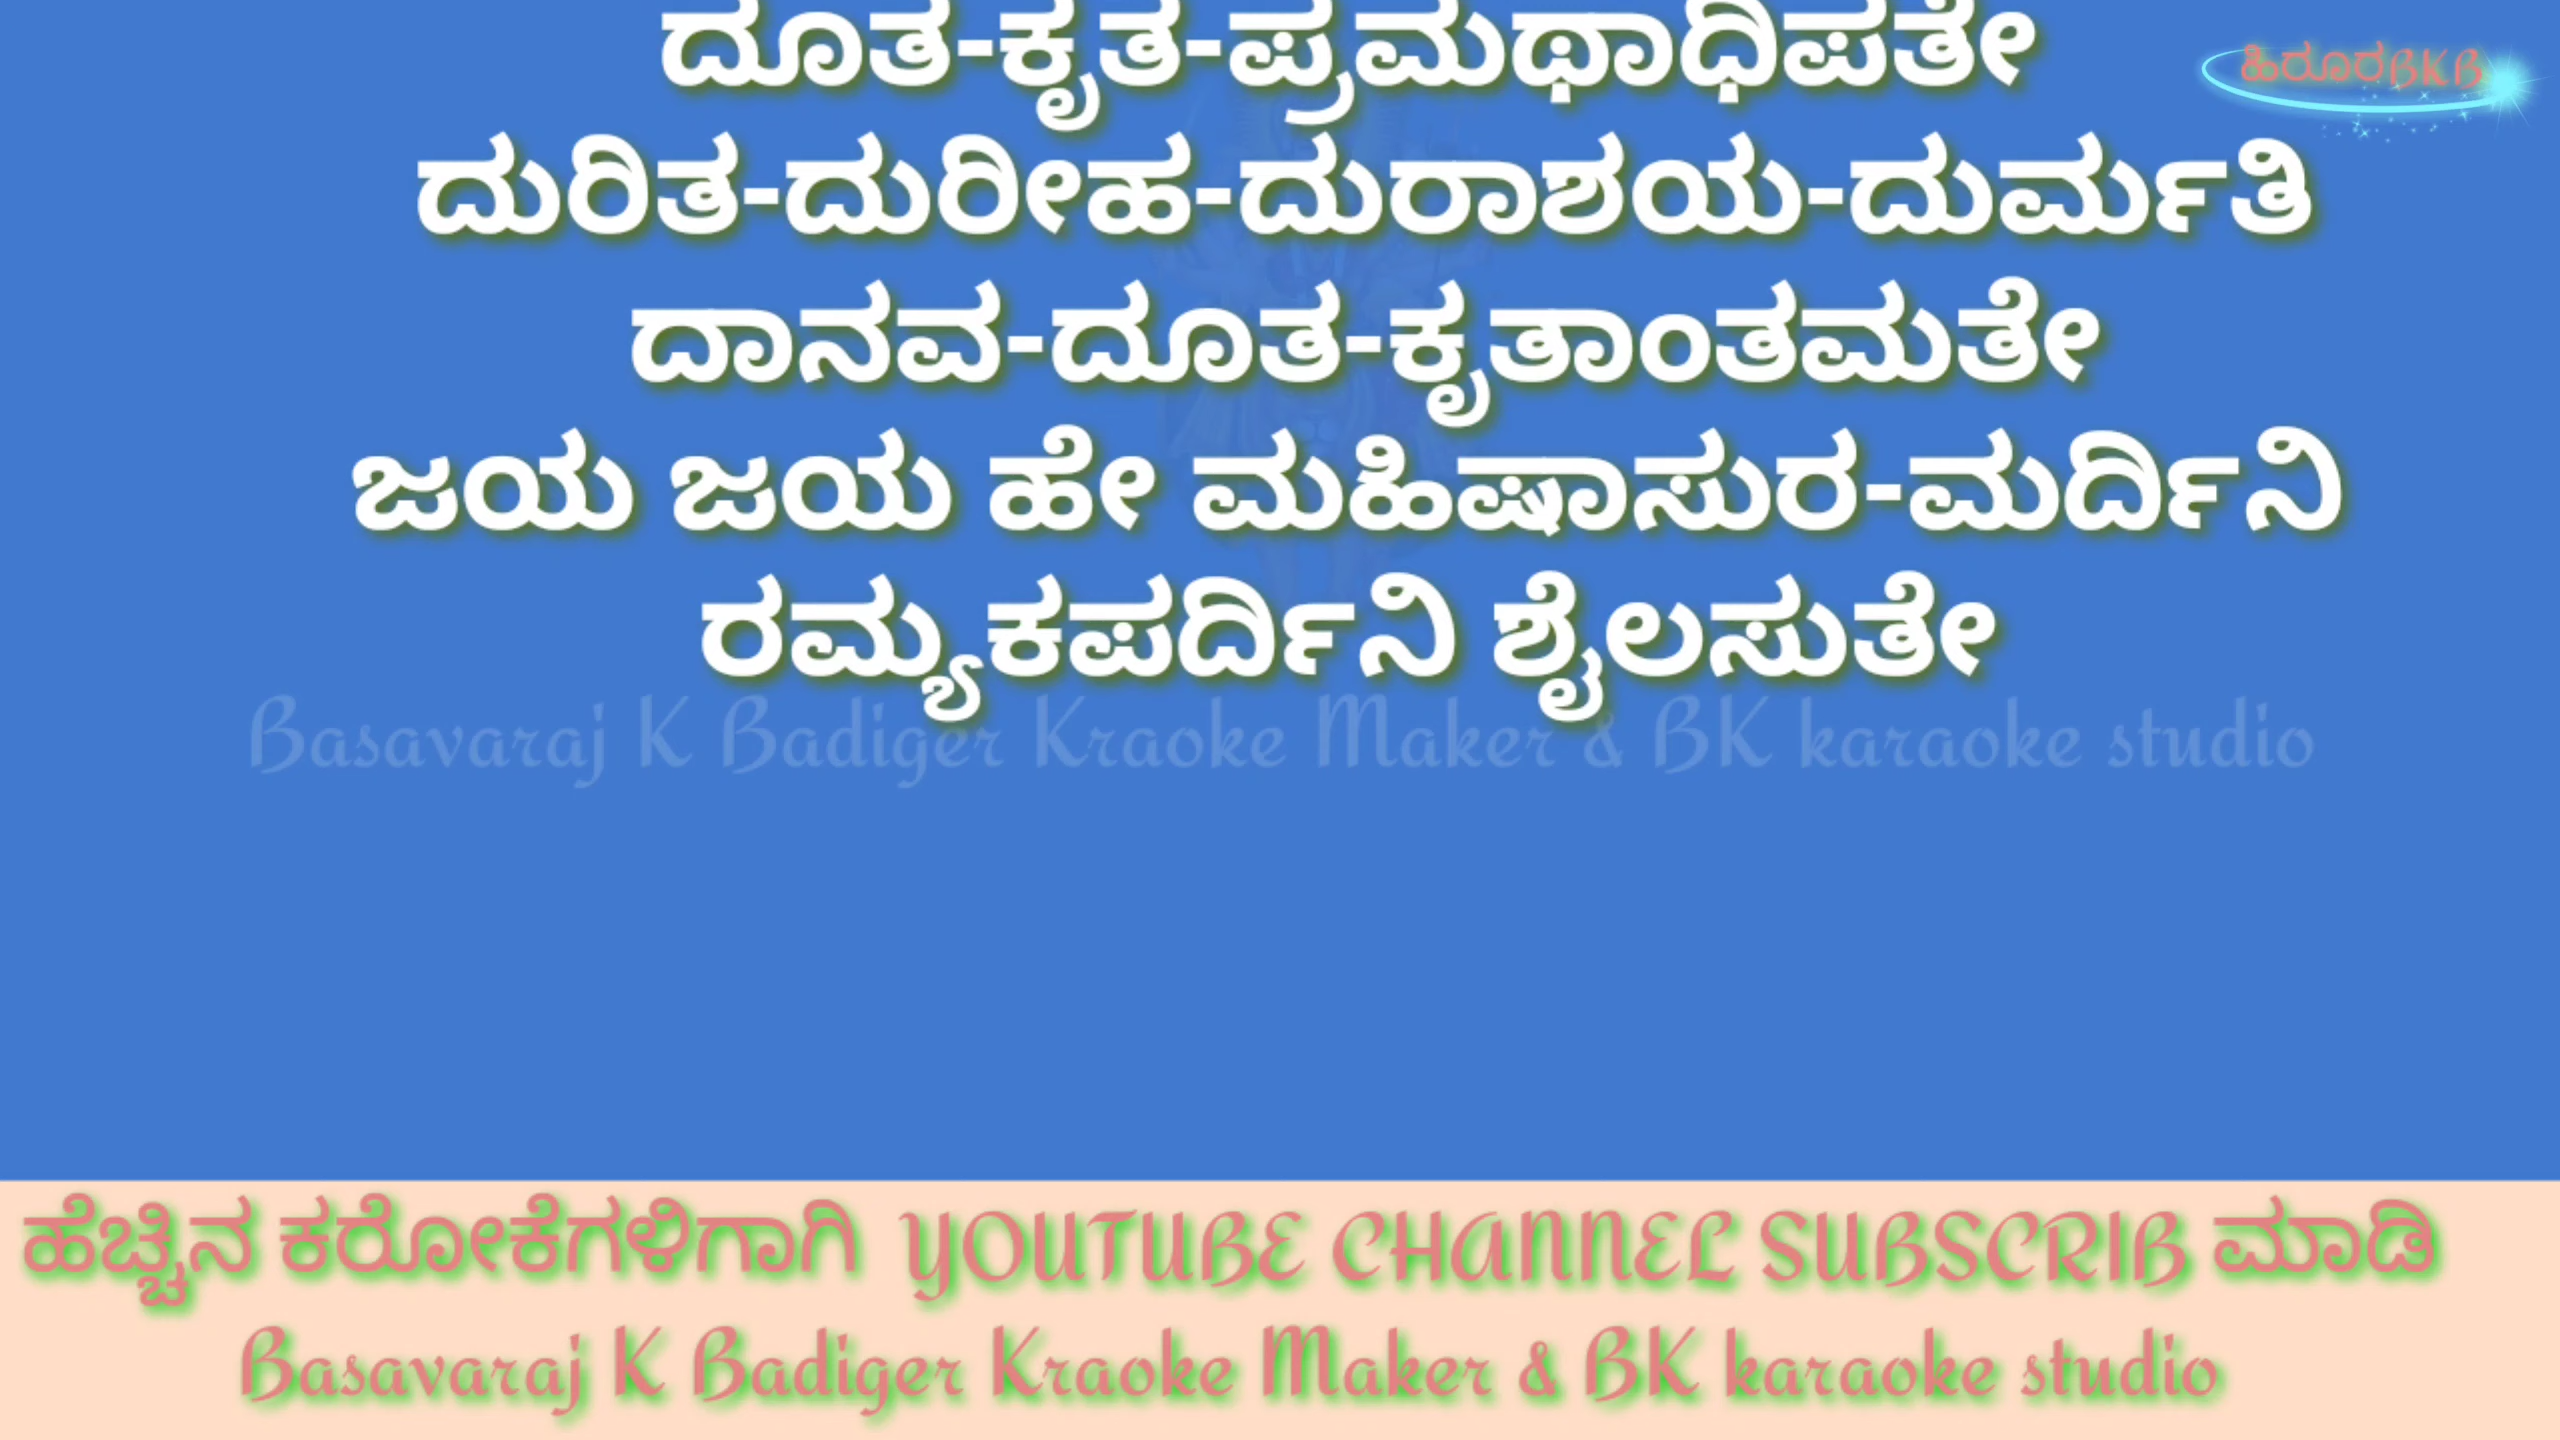 ದೂತ-ಕೃತ-ಪ್ರಮಥಾಧಿಪತೇ
ಹಿರೂರBKB
ದುರಿತ-ದುರೀಹ-ದುರಾಶಯ-ದುರ್ಮತಿ
ದಾನವ-ದೂತ-ಕೃತಾಂತಮತೇ
ಜಯ ಜಯ ಹೇ ಮಹಿಷಾಸುರ-ಮರ್ದಿನಿ
ರಮ್ಯಕಪರ್ದಿನಿ ಶೈಲಸುತೇ
Basavaraj K Badiger Kraoke Maker & BK karaoke studio
ಹೆಚ್ಚಿನ ಕರೋಕೆಗಳಿಗಾಗಿ YOUTUBE CHANNEL SUBSCRIB ಮಾಡಿ
Basavaraj K Badiger Kraoke Maker & BK karaoke studio